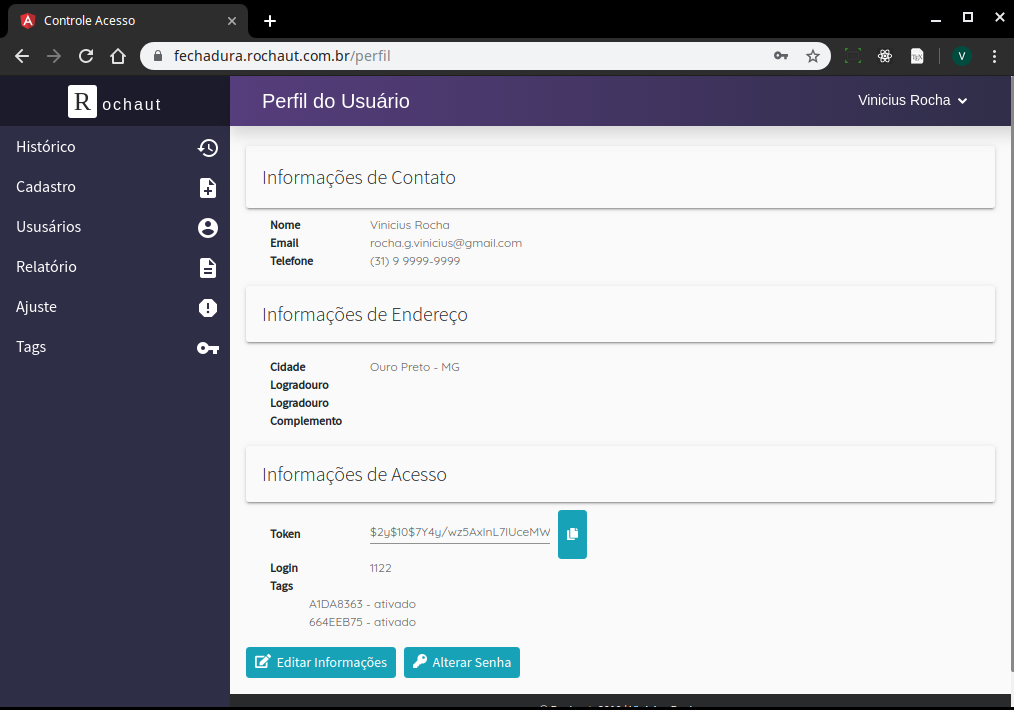 Controle Acesso
fechadura.rochaut.com.br/perfil
V
Rochaut
Perfil do Usuário
Vinicius Rocha
Histórico
Cadastro
Ususários
Relatório
Ajuste
Tags
Informações de Contato
Nome Vinicius Rocha
Email rocha.g.vinicius@gmail.com
Telefone (31) 9 9999-9999
Informações de Endereço
Cidade Ouro Preto - MG
Logradouro
Logradouro
Complemento
Informações de Acesso
Token $2y$10$7Y4y/wz5AxInL7IUceMW
Login 1122
Tags
A1DA8363 - ativado
664EEB75 - ativado
Editar Informações
Alterar Senha